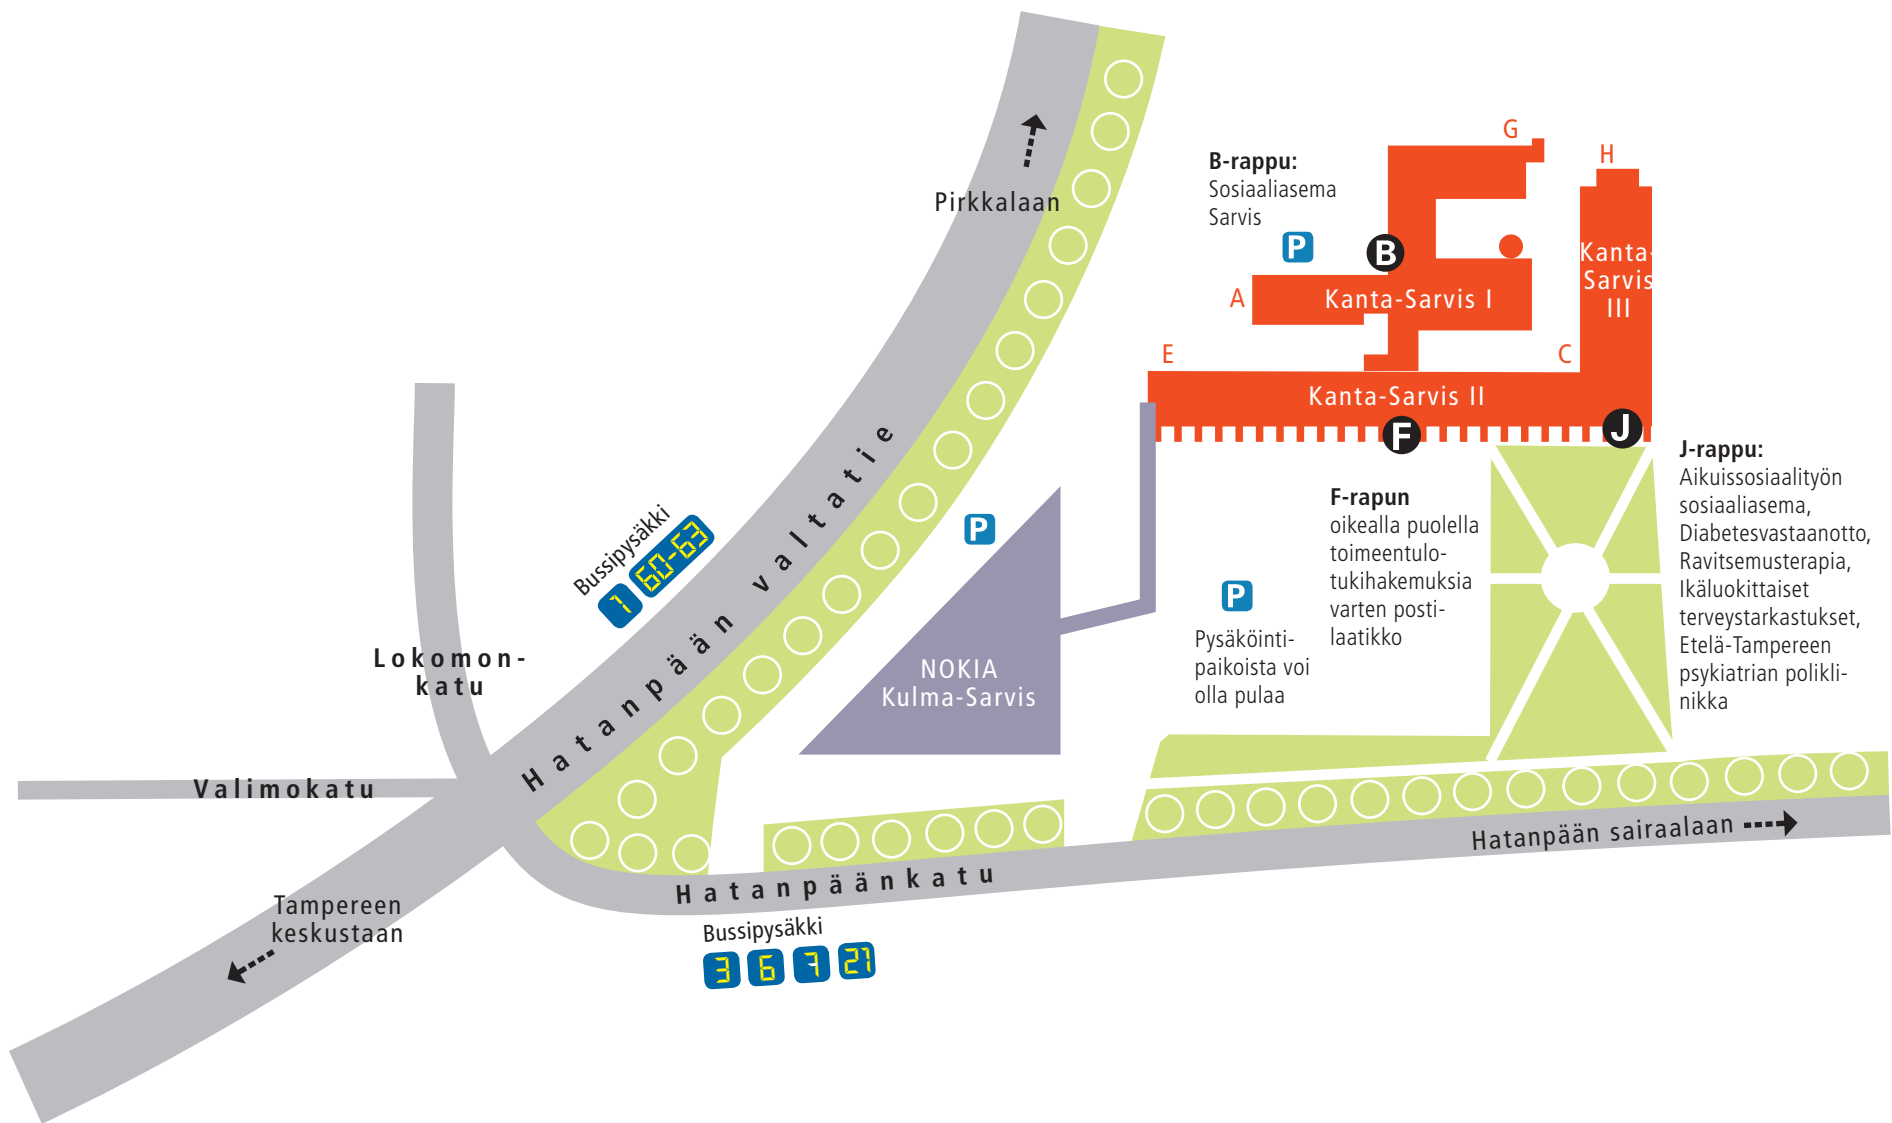 G
H
B-rappu:
Sosiaaliasema
Sarvis
P
B
Kanta-
Sarvis
III
Pirkkalaan
A
Kanta-Sarvis I
E
C
Kanta-Sarvis II
F
J
J-rappu:
Aikuissosiaalityön
sosiaaliasema,
Diabetesvastaanotto,
Ravitsemusterapia,
Ikäluokittaiset
terveystarkastukset,
Etelä-Tampereen
psykiatrian polikli-
nikka
F-rapun
oikealla puolella
toimeentulo-
tukihakemuksia
varten posti-
laatikko
P
P
Pysäköinti-
paikoista voi
olla pulaa
Bussipysäkki
1 60-63
Hatanpään valtatie
NOKIA
Kulma-Sarvis
Lokomon-
katu
Valimokatu
Hatanpään sairaalaan
Hatanpäänkatu
Tampereen
keskustaan
Bussipysäkki
3 6 7 21